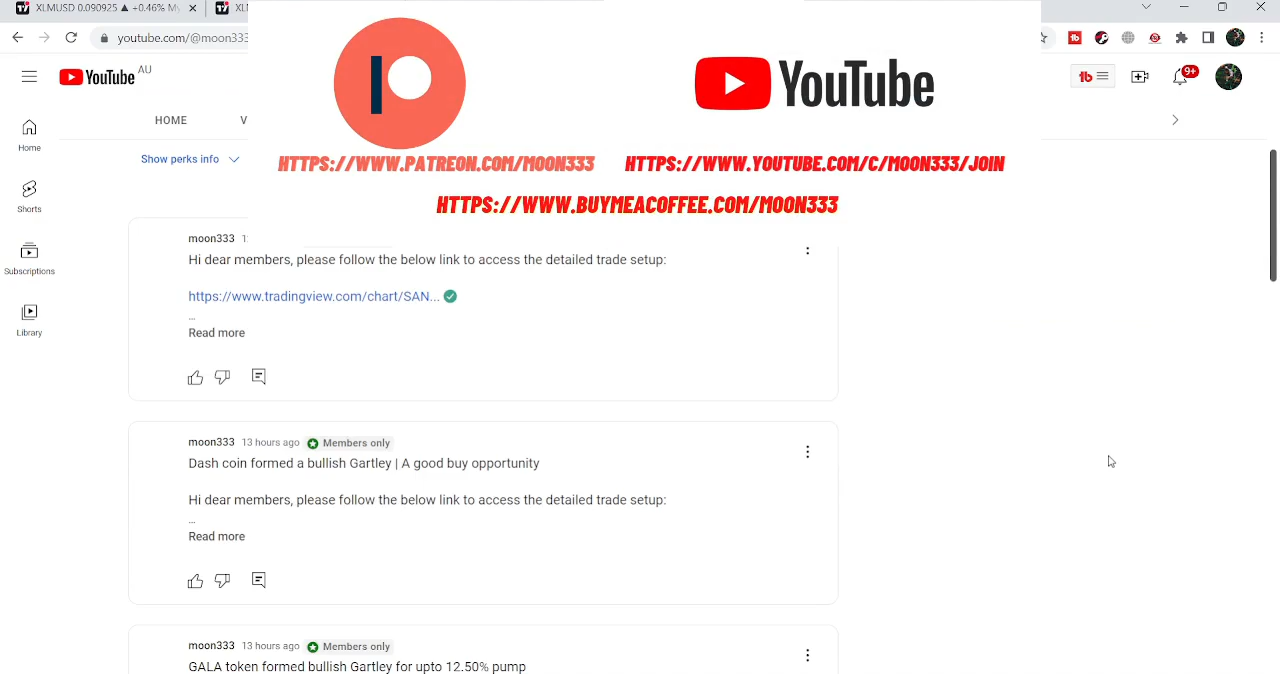 XLMUSD 0.090925 ▲ +0.46% M
XL
youtube.com/@moon333
YouTube AU
9+
HOME
V
Show perks info
Home
Shorts
Subscriptions
Library
YouTube
HTTPS://WWW.PATREON.COM/MOON333
HTTPS://WWW.YOUTUBE.COM/C/MOON333/JOIN
HTTPS://WWW.BUYMEACOFFEE.COM/MOON333
moon333
Hi dear members, please follow the below link to access the detailed trade setup:
https://www.tradingview.com/chart/SAN...
...
Read more
moon333 13 hours ago Members only
Dash coin formed a bullish Gartley | A good buy opportunity
Hi dear members, please follow the below link to access the detailed trade setup:
...
Read more
moon333 13 hours ago Members only
GALA token formed bullish Gartley for upto 12.50% pump